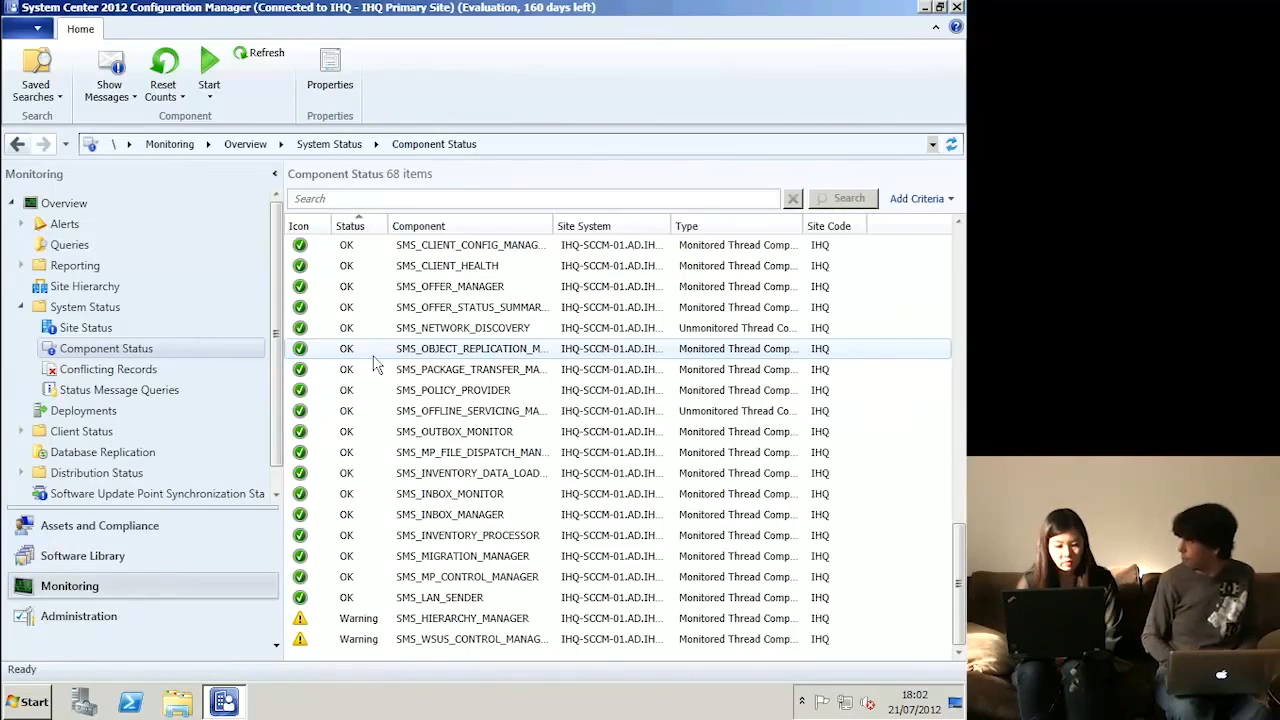 System Center 2012 Configuration Manager (Connected to IHQ - IHQ Primary Site) (Evaluation, 160 days left)
Home
Saved Searches
Show Messages
Reset Counts
Start
Refresh
Properties
Search
Component
Properties
\ Monitoring Overview System Status Component Status
Monitoring
Overview
Alerts
Queries
Reporting
Site Hierarchy
System Status
Site Status
Component Status
Conflicting Records
Status Message Queries
Deployments
Client Status
Database Replication
Distribution Status
Software Update Point Synchronization Sta
Assets and Compliance
Software Library
Monitoring
Administration
Component Status 68 items
Search
Search
Add Criteria
Icon Status Component Site System Type Site Code
OK SMS_CLIENT_CONFIG_MANAG... IHQ-SCCM-01.AD.IH... Monitored Thread Comp... IHQ
OK SMS_CLIENT_HEALTH IHQ-SCCM-01.AD.IH... Monitored Thread Comp... IHQ
OK SMS_OFFER_MANAGER IHQ-SCCM-01.AD.IH... Monitored Thread Comp... IHQ
OK SMS_OFFER_STATUS_SUMMAR... IHQ-SCCM-01.AD.IH... Monitored Thread Comp... IHQ
OK SMS_NETWORK_DISCOVERY IHQ-SCCM-01.AD.IH... Unmonitored Thread Co... IHQ
OK SMS_OBJECT_REPLICATION_M... IHQ-SCCM-01.AD.IH... Monitored Thread Comp... IHQ
OK SMS_PACKAGE_TRANSFER_MA... IHQ-SCCM-01.AD.IH... Monitored Thread Comp... IHQ
OK SMS_POLICY_PROVIDER IHQ-SCCM-01.AD.IH... Monitored Thread Comp... IHQ
OK SMS_OFFLINE_SERVICING_MA... IHQ-SCCM-01.AD.IH... Unmonitored Thread Co... IHQ
OK SMS_OUTBOX_MONITOR IHQ-SCCM-01.AD.IH... Monitored Thread Comp... IHQ
OK SMS_MP_FILE_DISPATCH_MAN... IHQ-SCCM-01.AD.IH... Monitored Thread Comp... IHQ
OK SMS_INVENTORY_DATA_LOAD... IHQ-SCCM-01.AD.IH... Monitored Thread Comp... IHQ
OK SMS_INBOX_MONITOR IHQ-SCCM-01.AD.IH... Monitored Thread Comp... IHQ
OK SMS_INBOX_MANAGER IHQ-SCCM-01.AD.IH... Monitored Thread Comp... IHQ
OK SMS_INVENTORY_PROCESSOR IHQ-SCCM-01.AD.IH... Monitored Thread Comp... IHQ
OK SMS_MIGRATION_MANAGER IHQ-SCCM-01.AD.IH... Monitored Thread Comp... IHQ
OK SMS_MP_CONTROL_MANAGER IHQ-SCCM-01.AD.IH... Monitored Thread Comp... IHQ
OK SMS_LAN_SENDER IHQ-SCCM-01.AD.IH... Monitored Thread Comp... IHQ
Warning SMS_HIERARCHY_MANAGER IHQ-SCCM-01.AD.IH... Monitored Thread Comp... IHQ
Warning SMS_WSUS_CONTROL_MANAG... IHQ-SCCM-01.AD.IH... Monitored Thread Comp... IHQ
Ready
Start
18:02
21/07/2012